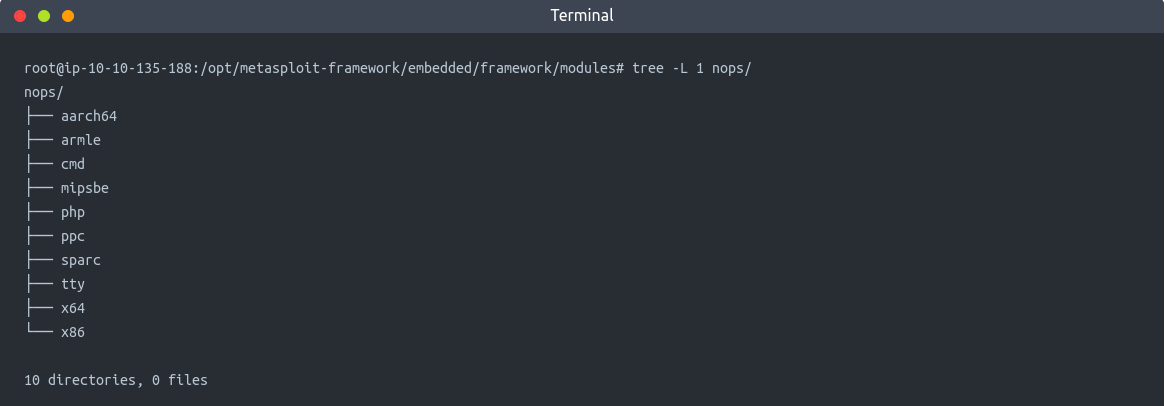 Terminal
root@ip-10-10-135-188:/opt/metasploit-framework/embedded/framework/modules# tree -L 1 nops/
nops/
├── aarch64
├── armle
├── cmd
├── mipsbe
├── php
├── ppc
├── sparc
├── tty
├── x64
└── x86
10 directories, 0 files